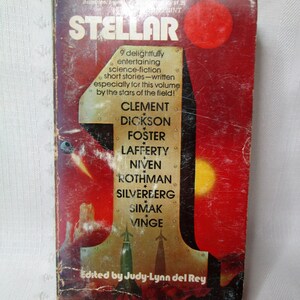 STELLAR
9 delightfully
entertaining
science-fiction
short stories—written
especially for this volume
by the stars of the field!
CLEMENT
DICKSON
FOSTER
LAFFERTY
NIVEN
ROTHMAN
SILVERBERG
SIMAK
VINGE
1
Edited by Judy-Lynn del Rey